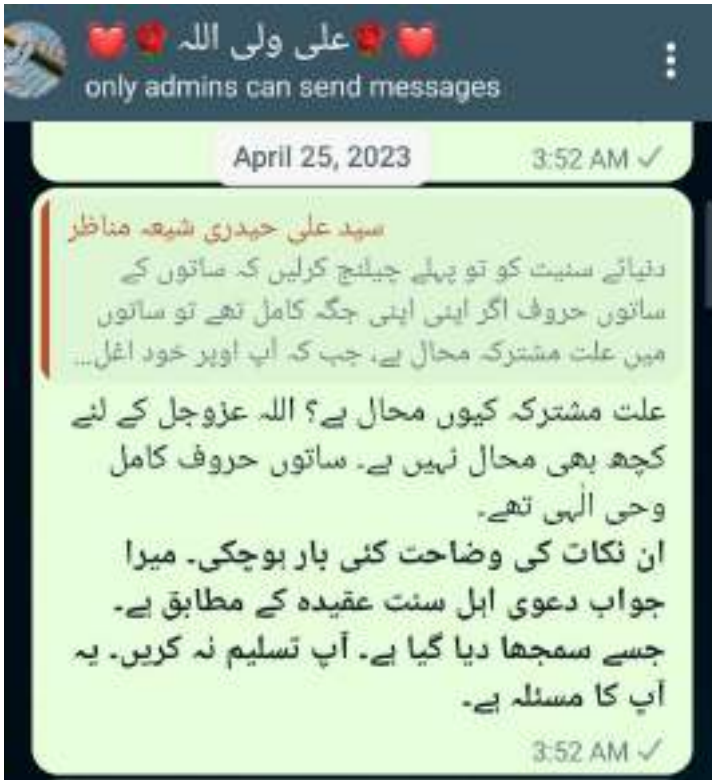 ❤️🌹علی ولی اللہ🌹❤️
only admins can send messages
3:52 AM ✓
April 25, 2023
سید علی حیدری شیعہ مناظر
دنیائے سنیت کو تو پہلے چیلنج کرلیں کہ ساتوں کے
ساتوں حروف اگر اپنی اپنی جگہ کامل تھے تو ساتوں
میں علت مشترکہ محال ہے، جب کہ آپ اوپر خود اغل...
علت مشترکہ کیوں محال ہے؟ اللہ عزوجل کے لئے
کچھ بھی محال نہیں ہے۔ ساتوں حروف کامل
وحی الٰہی تھے۔
ان نکات کی وضاحت کئی بار ہوچکی۔ میرا
جواب دعوی اہل سنت عقیدہ کے مطابق ہے۔
جسے سمجھا دیا گیا ہے۔ آپ تسلیم نہ کریں۔ یہ
آپ کا مسئلہ ہے۔
3:52 AM ✓